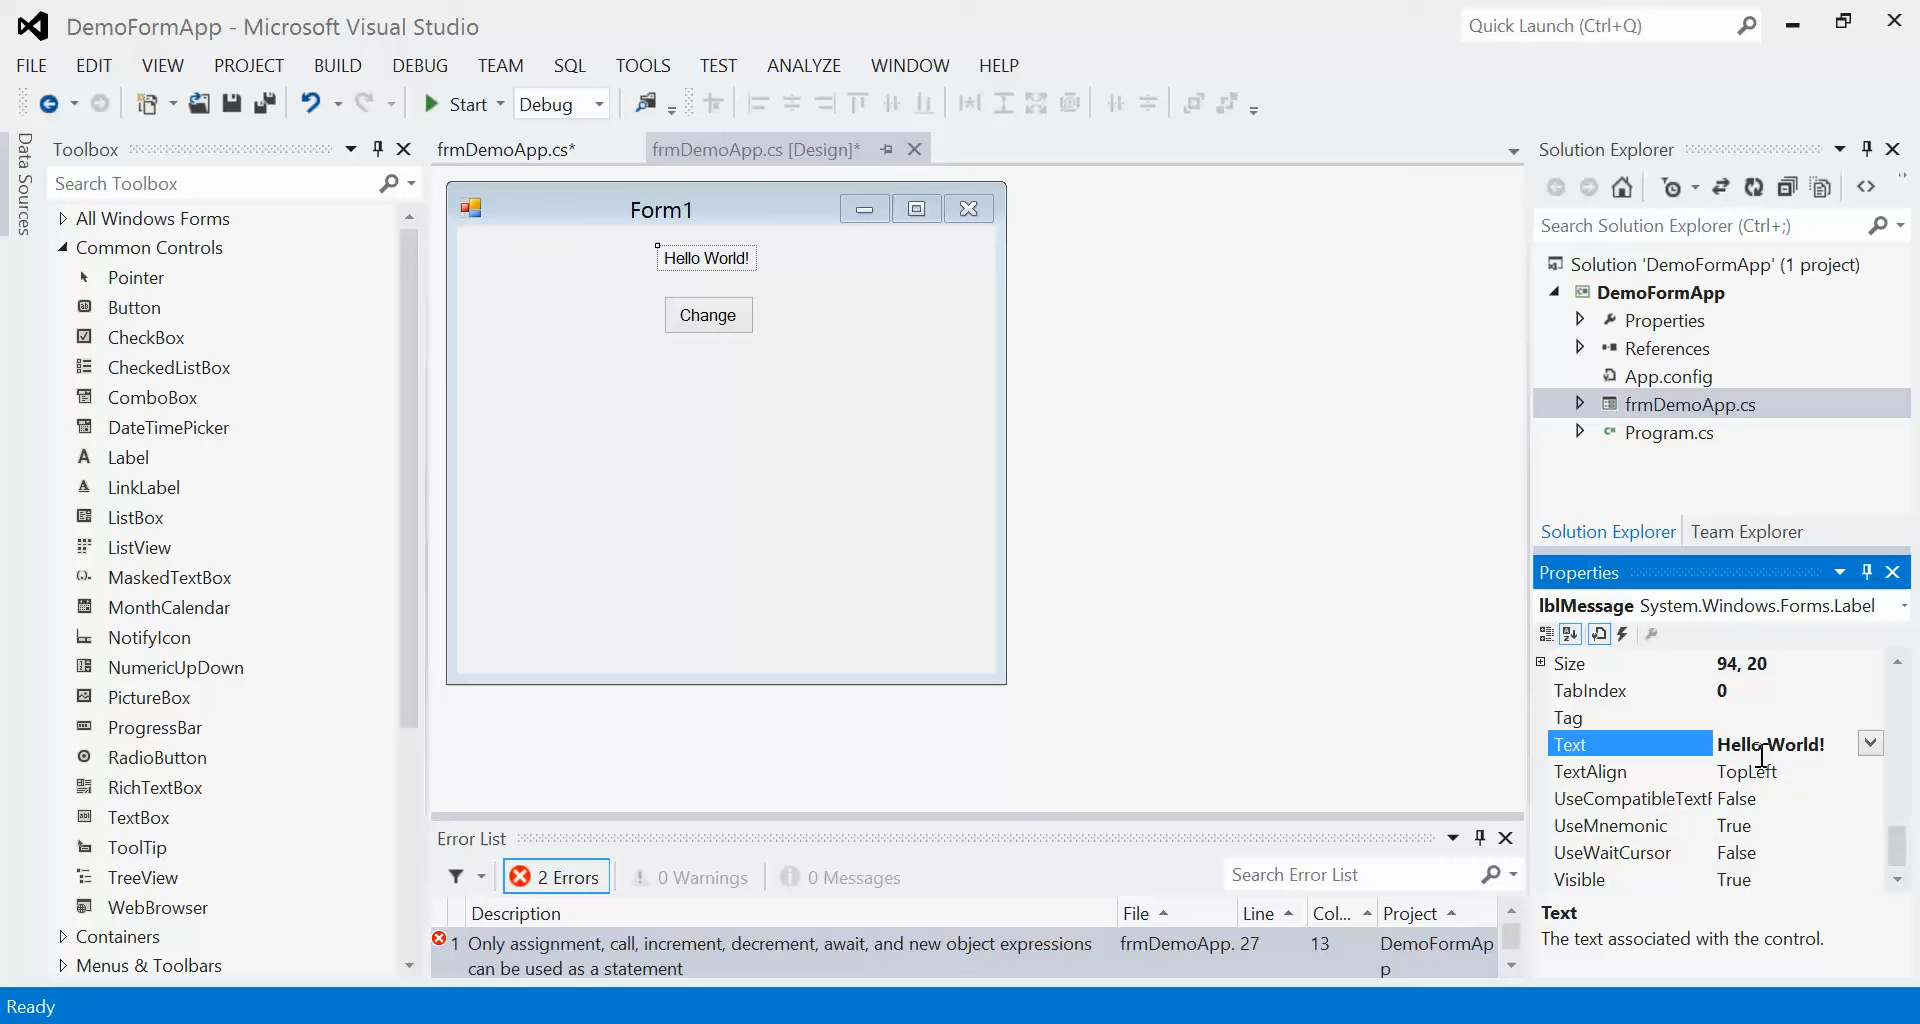 DemoFormApp - Microsoft Visual Studio
Quick Launch (Ctrl+Q)
FILE EDIT VIEW PROJECT BUILD DEBUG TEAM SQL TOOLS TEST ANALYZE WINDOW HELP
Start Debug
Data Sources
Toolbox
Search Toolbox
All Windows Forms
Common Controls
Pointer
Button
CheckBox
CheckedListBox
ComboBox
DateTimePicker
Label
LinkLabel
ListBox
ListView
MaskedTextBox
MonthCalendar
NotifyIcon
NumericUpDown
PictureBox
ProgressBar
RadioButton
RichTextBox
TextBox
ToolTip
TreeView
WebBrowser
Containers
Menus & Toolbars
frmDemoApp.cs* frmDemoApp.cs [Design]*
Form1
Hello World!
Change
Error List
2 Errors 0 Warnings 0 Messages
Search Error List
Description File Line Col... Project
1 Only assignment, call, increment, decrement, await, and new object expressions frmDemoApp. 27 13 DemoFormAp
can be used as a statement p
Solution Explorer
Search Solution Explorer (Ctrl+;)
Solution 'DemoFormApp' (1 project)
DemoFormApp
Properties
References
App.config
frmDemoApp.cs
Program.cs
Solution Explorer Team Explorer
Properties
lblMessage System.Windows.Forms.Label
Size 94, 20
TabIndex 0
Tag
Text Hello World!
TextAlign TopLeft
UseCompatibleTextF False
UseMnemonic True
UseWaitCursor False
Visible True
Text
The text associated with the control.
Ready